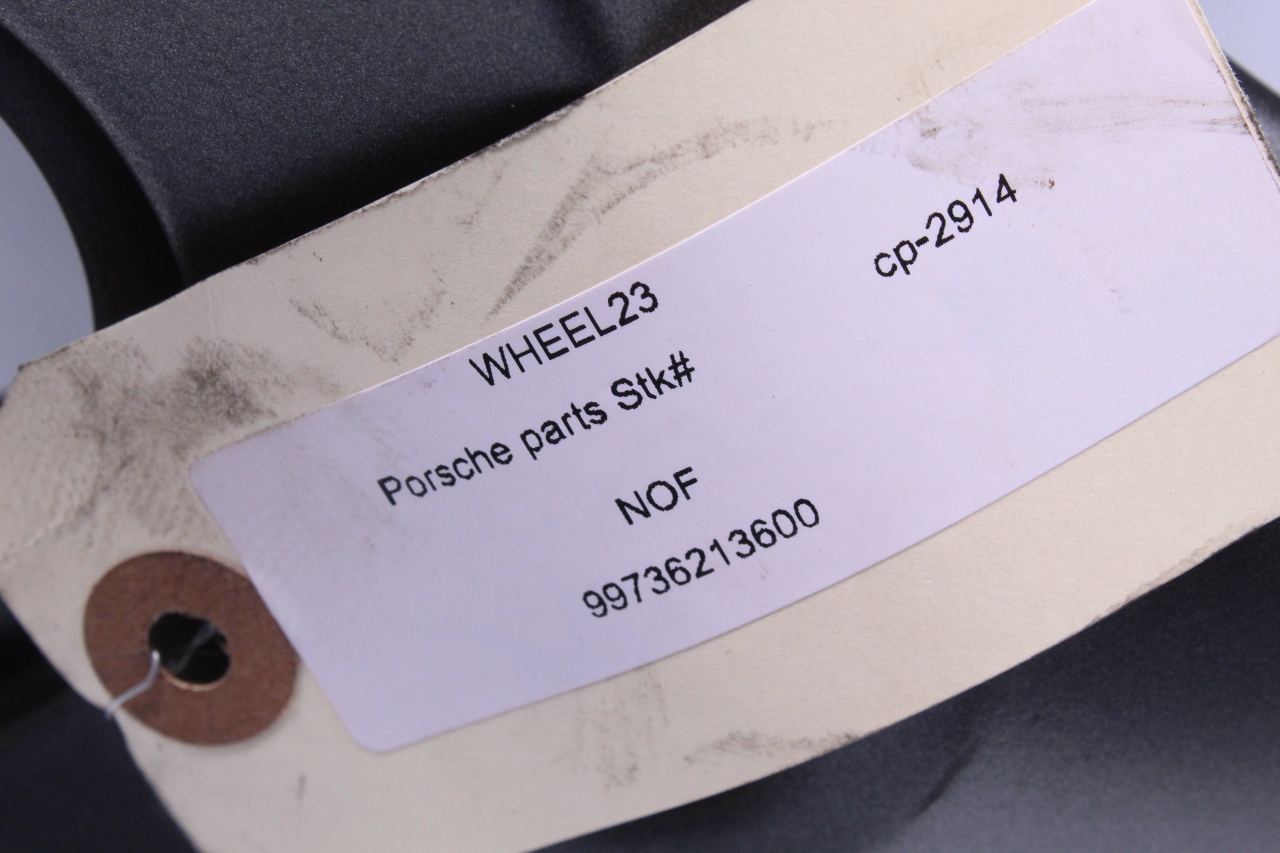 cp-2914
WHEEL23
Porsche parts Stk#
NOF
99736213600